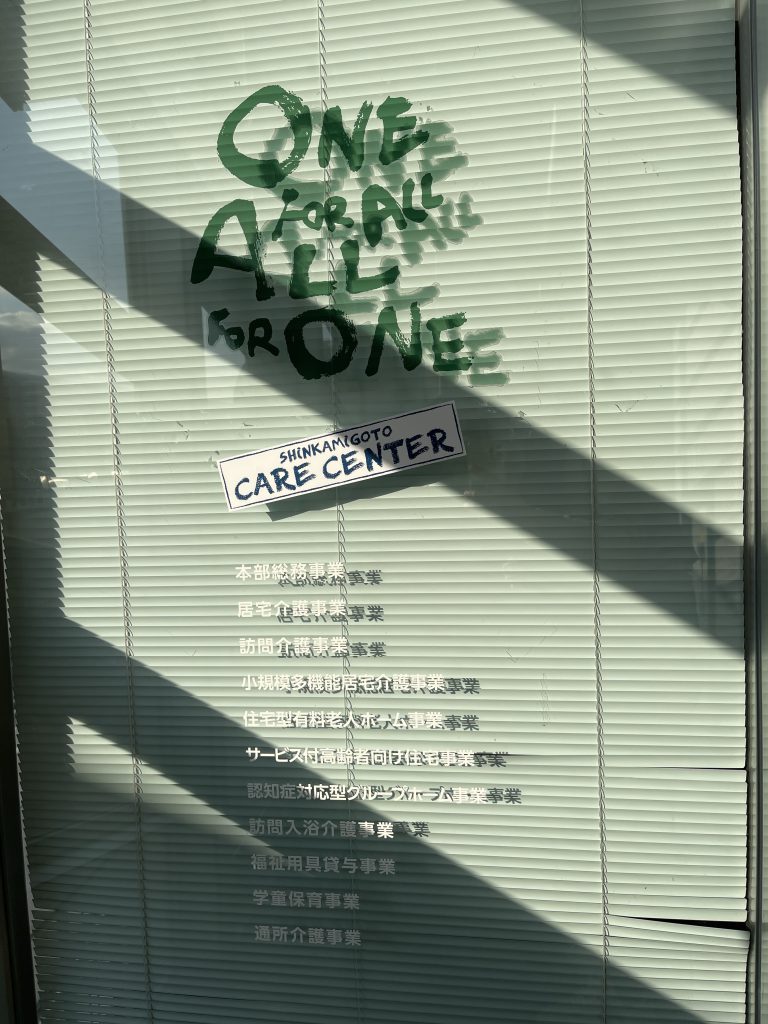 ONE
FOR ALL
ALL
FOR ONE
SHINKAMIGOTO
CARE CENTER
本部総務事業
居宅介護事業
訪問介護事業
小規模多機能居宅介護事業
住宅型有料老人ホーム事業
サービス付高齢者向け住宅事業
認知症対応型グループホーム事業
訪問入浴介護事業
福祉用具貸与事業
学童保育事業
通所介護事業